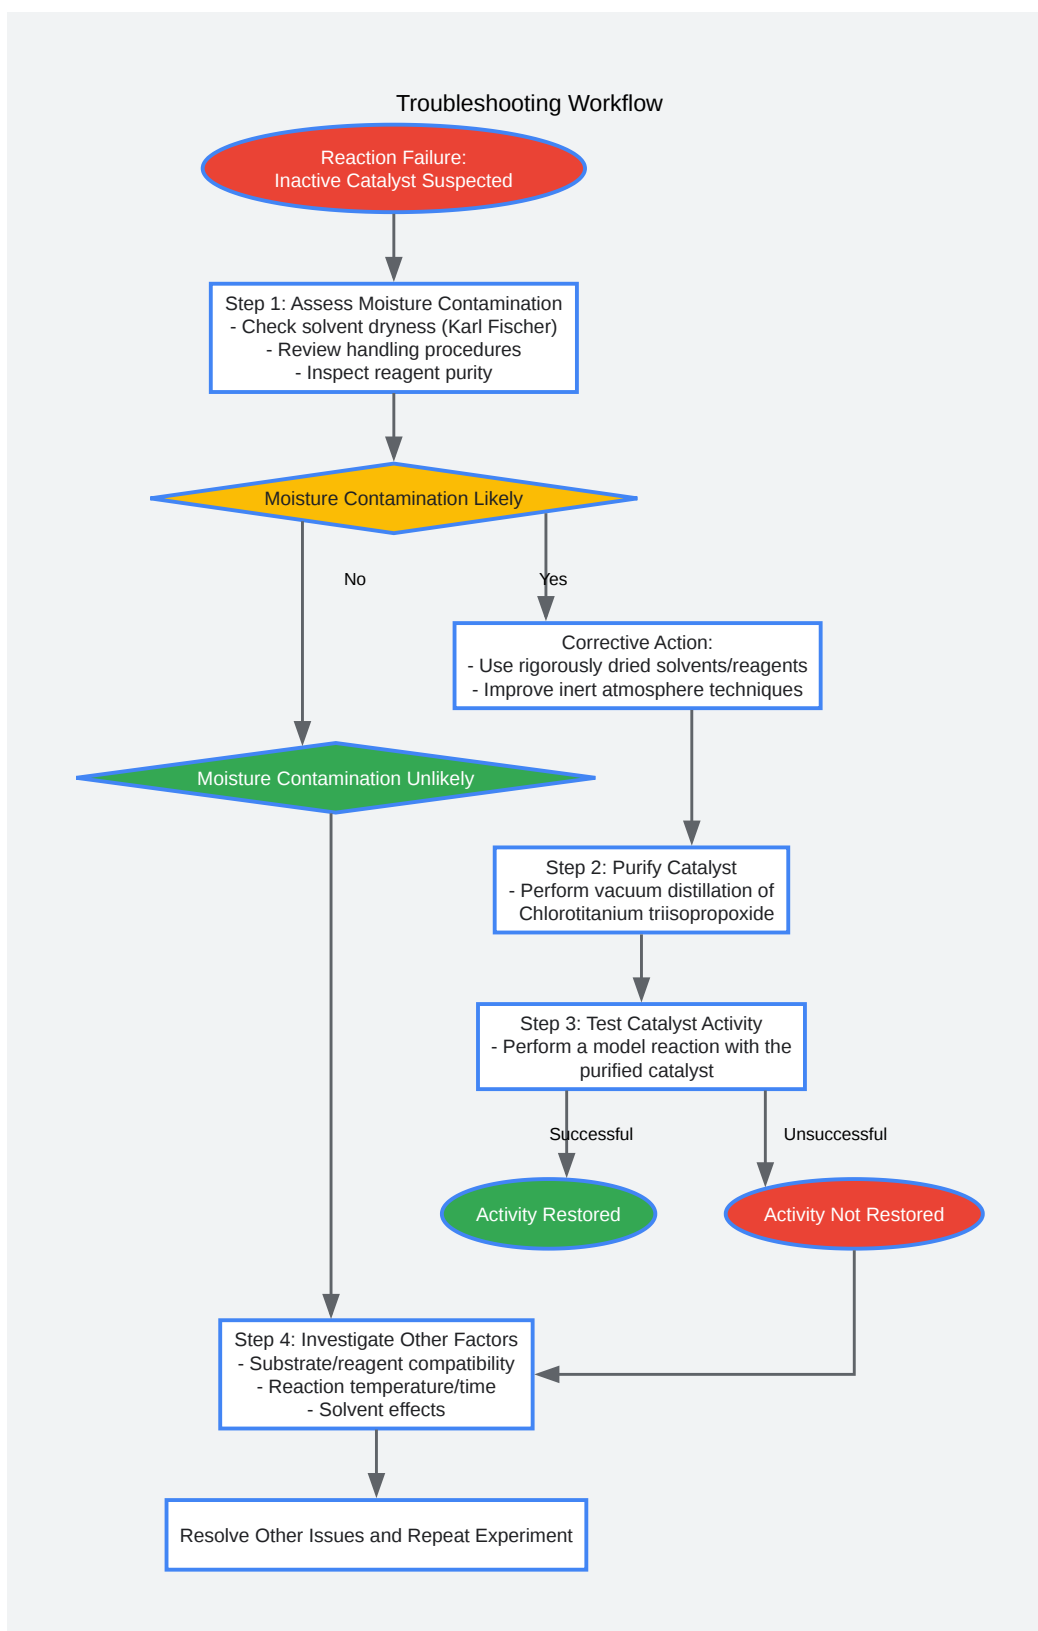 Troubleshooting Workflow
Reaction Failure:
Inactive Catalyst Suspected
Step 1: Assess Moisture Contamination
- Check solvent dryness (Karl Fischer)
- Review handling procedures
- Inspect reagent purity
Moisture Contamination Likely
No
Yes
Corrective Action:
- Use rigorously dried solvents/reagents
- Improve inert atmosphere techniques
Moisture Contamination Unlikely
Step 2: Purify Catalyst
- Perform vacuum distillation of
Chlorotitanium triisopropoxide
Step 3: Test Catalyst Activity
- Perform a model reaction with the
purified catalyst
Successful
Unsuccessful
Activity Restored
Activity Not Restored
Step 4: Investigate Other Factors
- Substrate/reagent compatibility
- Reaction temperature/time
- Solvent effects
Resolve Other Issues and Repeat Experiment